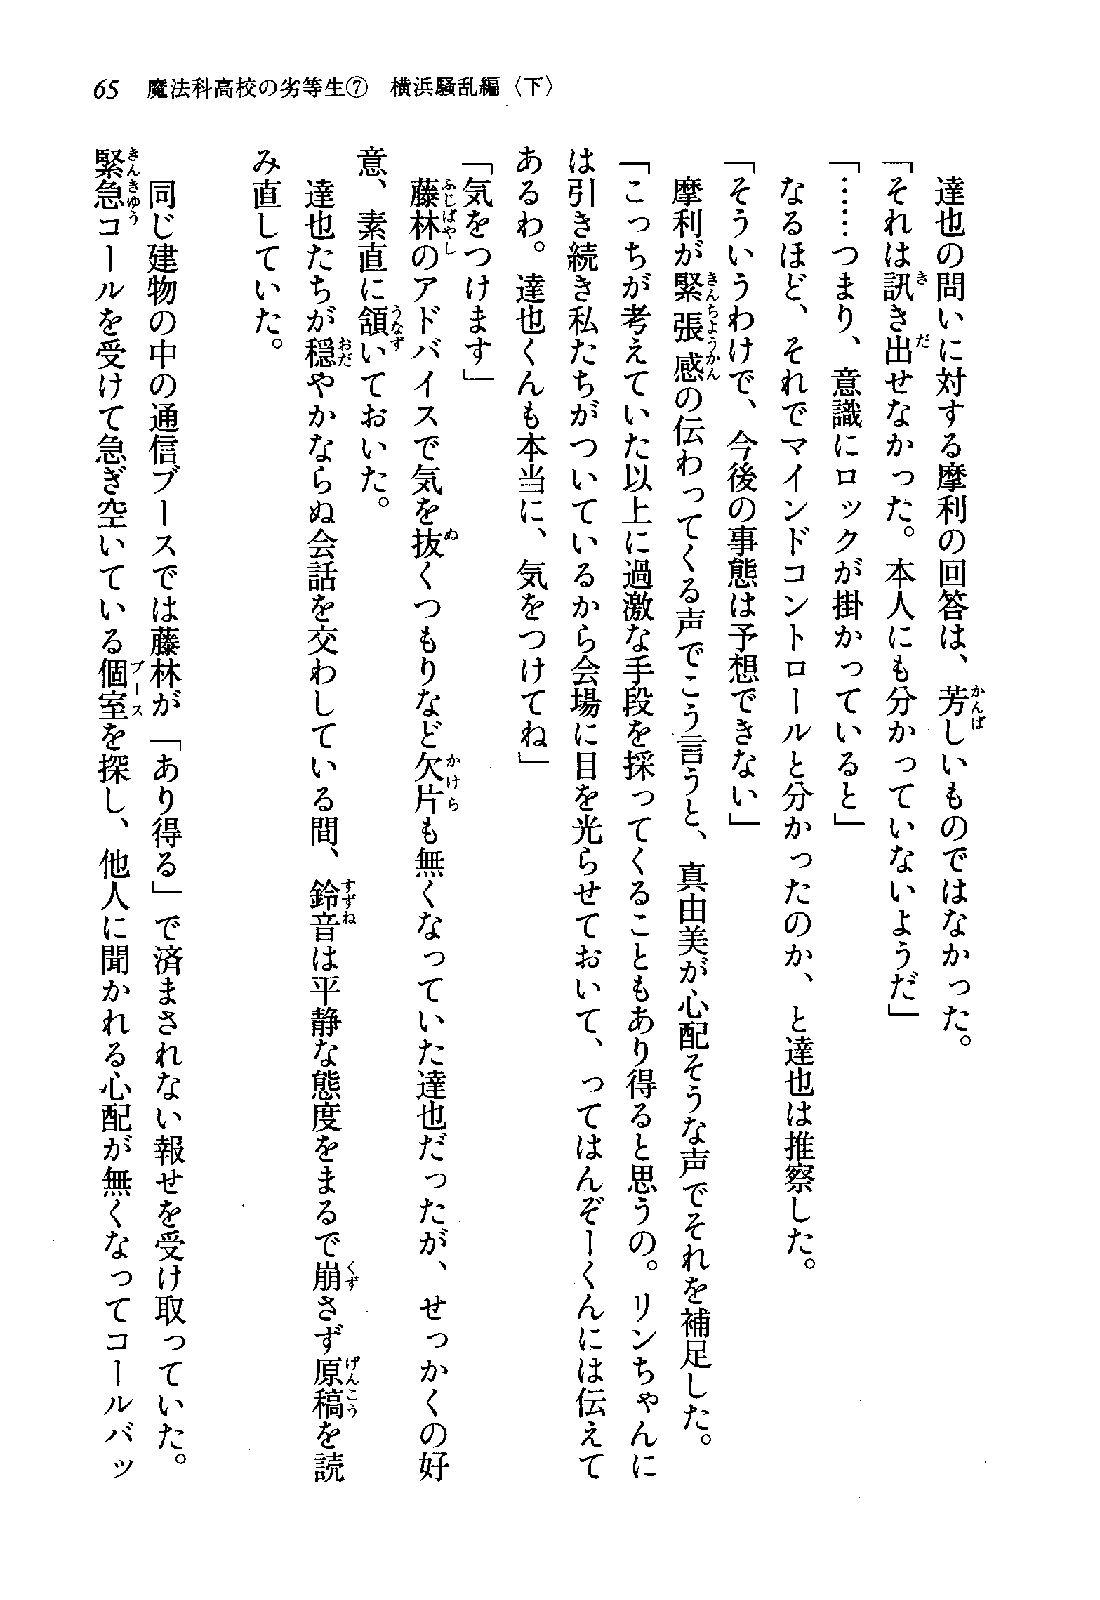 65 魔法科高校の劣等生⑦ 横浜騒乱編〈下〉
達也の問いに対する摩利の回答は、芳しいものではなかった。
「それは訊き出せなかった。本人にも分かっていないようだ」
「……つまり、意識にロックが掛かっていると」
なるほど、それでマインドコントロールと分かったのか、と達也は推察した。
「そういうわけで、今後の事態は予想できない」
摩利が緊張感の伝わってくる声でこう言うと、真由美が心配そうな声でそれを補足した。
「こっちが考えていた以上に過激な手段を採ってくることもあり得ると思うの。リンちゃんに
は引き続き私たちがついているから会場に目を光らせておいて、ってはんぞーくんには伝えて
あるわ。達也くんも本当に、気をつけてね」
「気をつけます」
藤林のアドバイスで気を抜くつもりなど欠片も無くなっていた達也だったが、せっかくの好
意、素直に頷いておいた。
達也たちが穏やかならぬ会話を交わしている間、鈴音は平静な態度をまるで崩さず原稿を読
み直していた。
同じ建物の中の通信ブースでは藤林が「あり得る」で済まされない報せを受け取っていた。
緊急コールを受けて急ぎ空いている個室を探し、他人に聞かれる心配が無くなってコールバッ